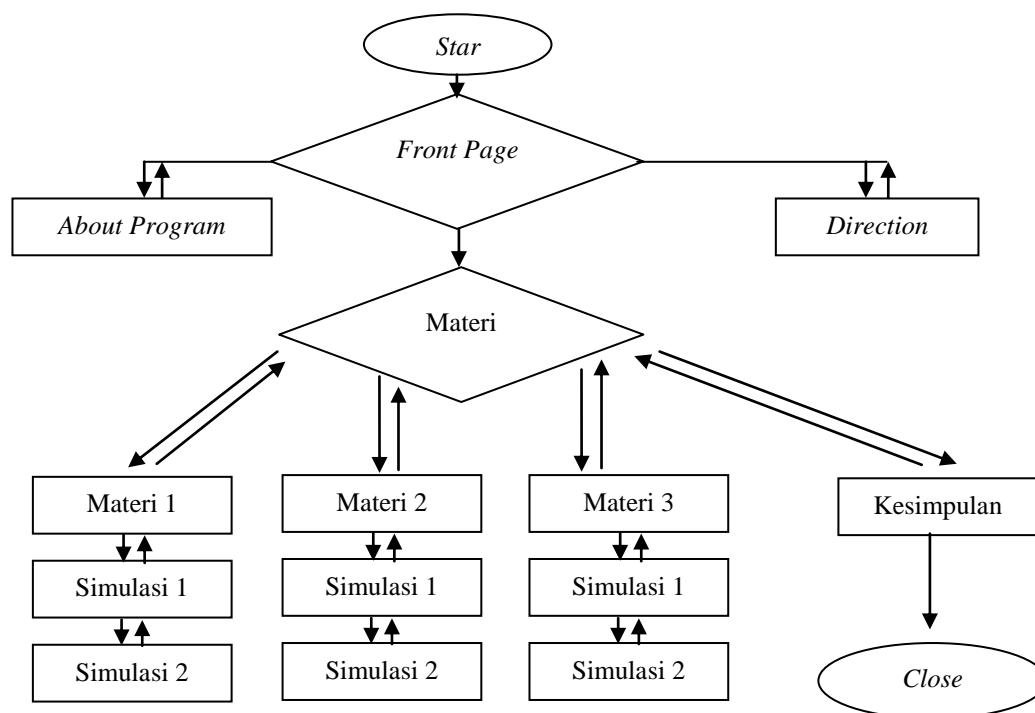 Star
Front Page
About Program
Direction
Materi
Materi 1
Materi 2
Materi 3
Kesimpulan
Simulasi 1
Simulasi 1
Simulasi 1
Simulasi 2
Simulasi 2
Simulasi 2
Close